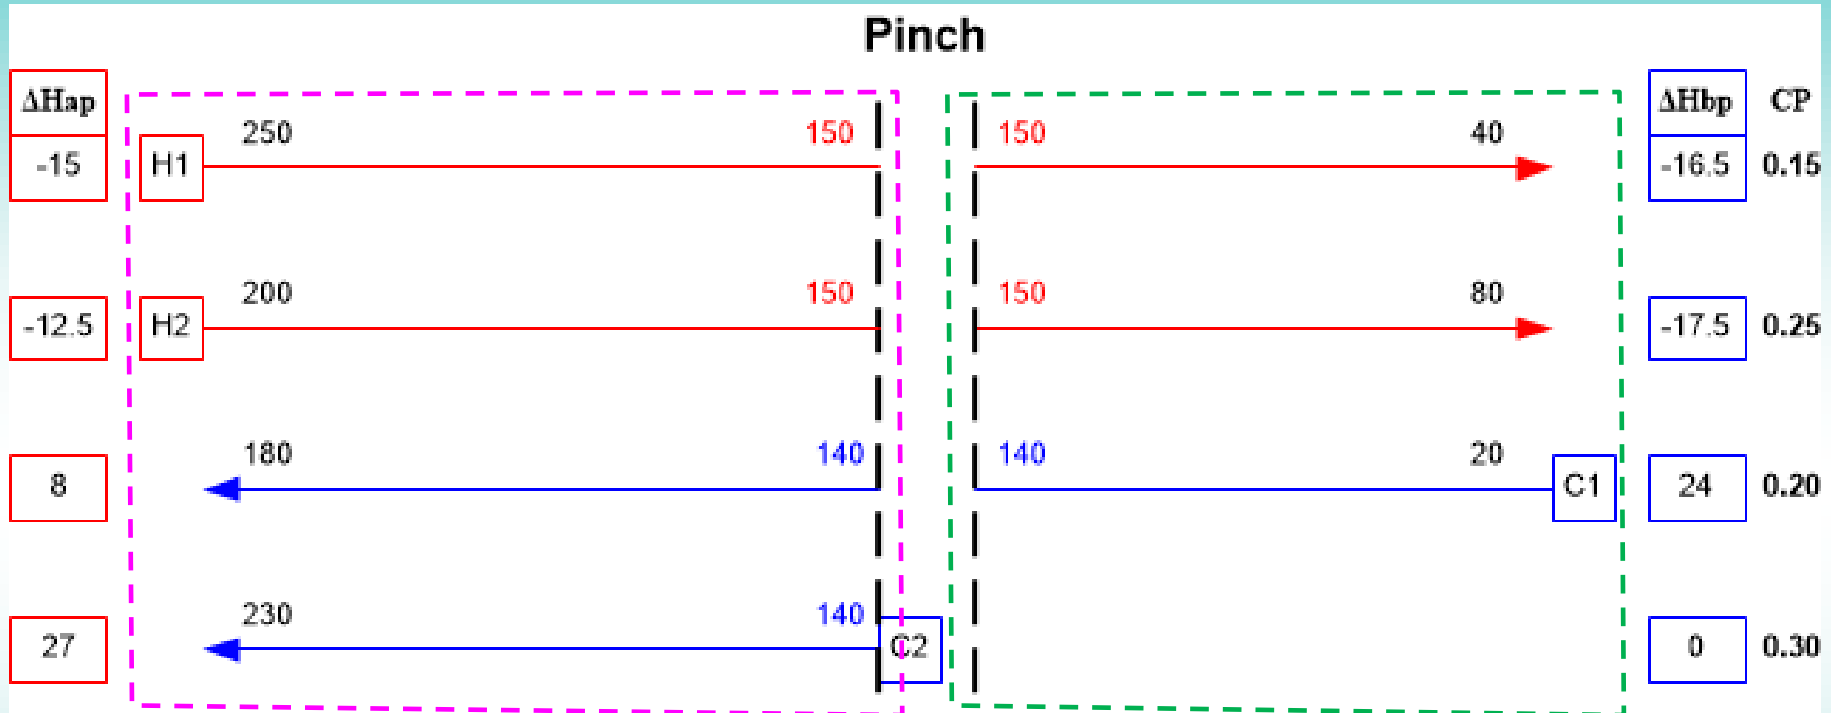 Pinch
ΔHap ΔHbp CP
250 150 150 40
-15 H1 -16.5 0.15
200 150 150 80
-12.5 H2 -17.5 0.25
180 140 140 20
8 C1 24 0.20
230 140
27 C2 0 0.30